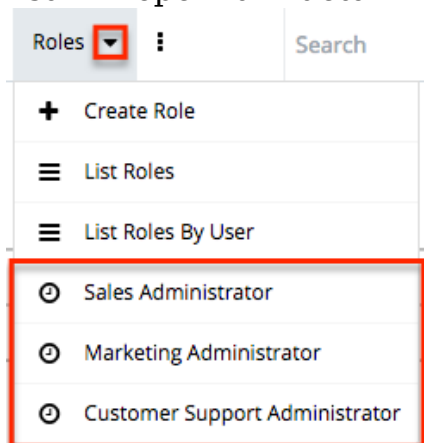 Roles
Search
Create Role
List Roles
List Roles By User
Sales Administrator
Marketing Administrator
Customer Support Administrator